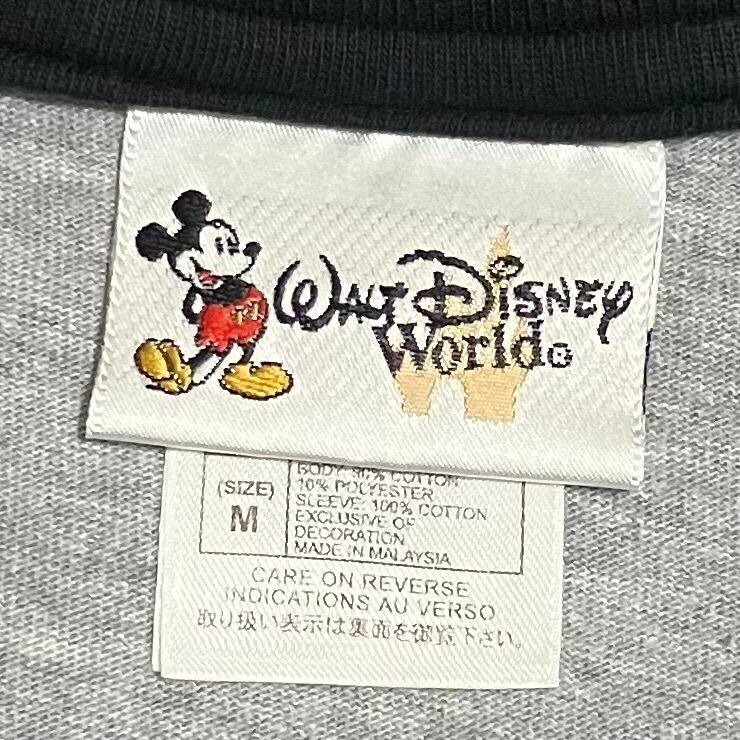 WALT DISNEY
World®
(SIZE)
M
BODY: 90% COTTON
10% POLYESTER
SLEEVE: 100% COTTON
EXCLUSIVE OF
DECORATION
MADE IN MALAYSIA
CARE ON REVERSE
INDICATIONS AU VERSO
取り扱い表示は裏面を御覧下さい。